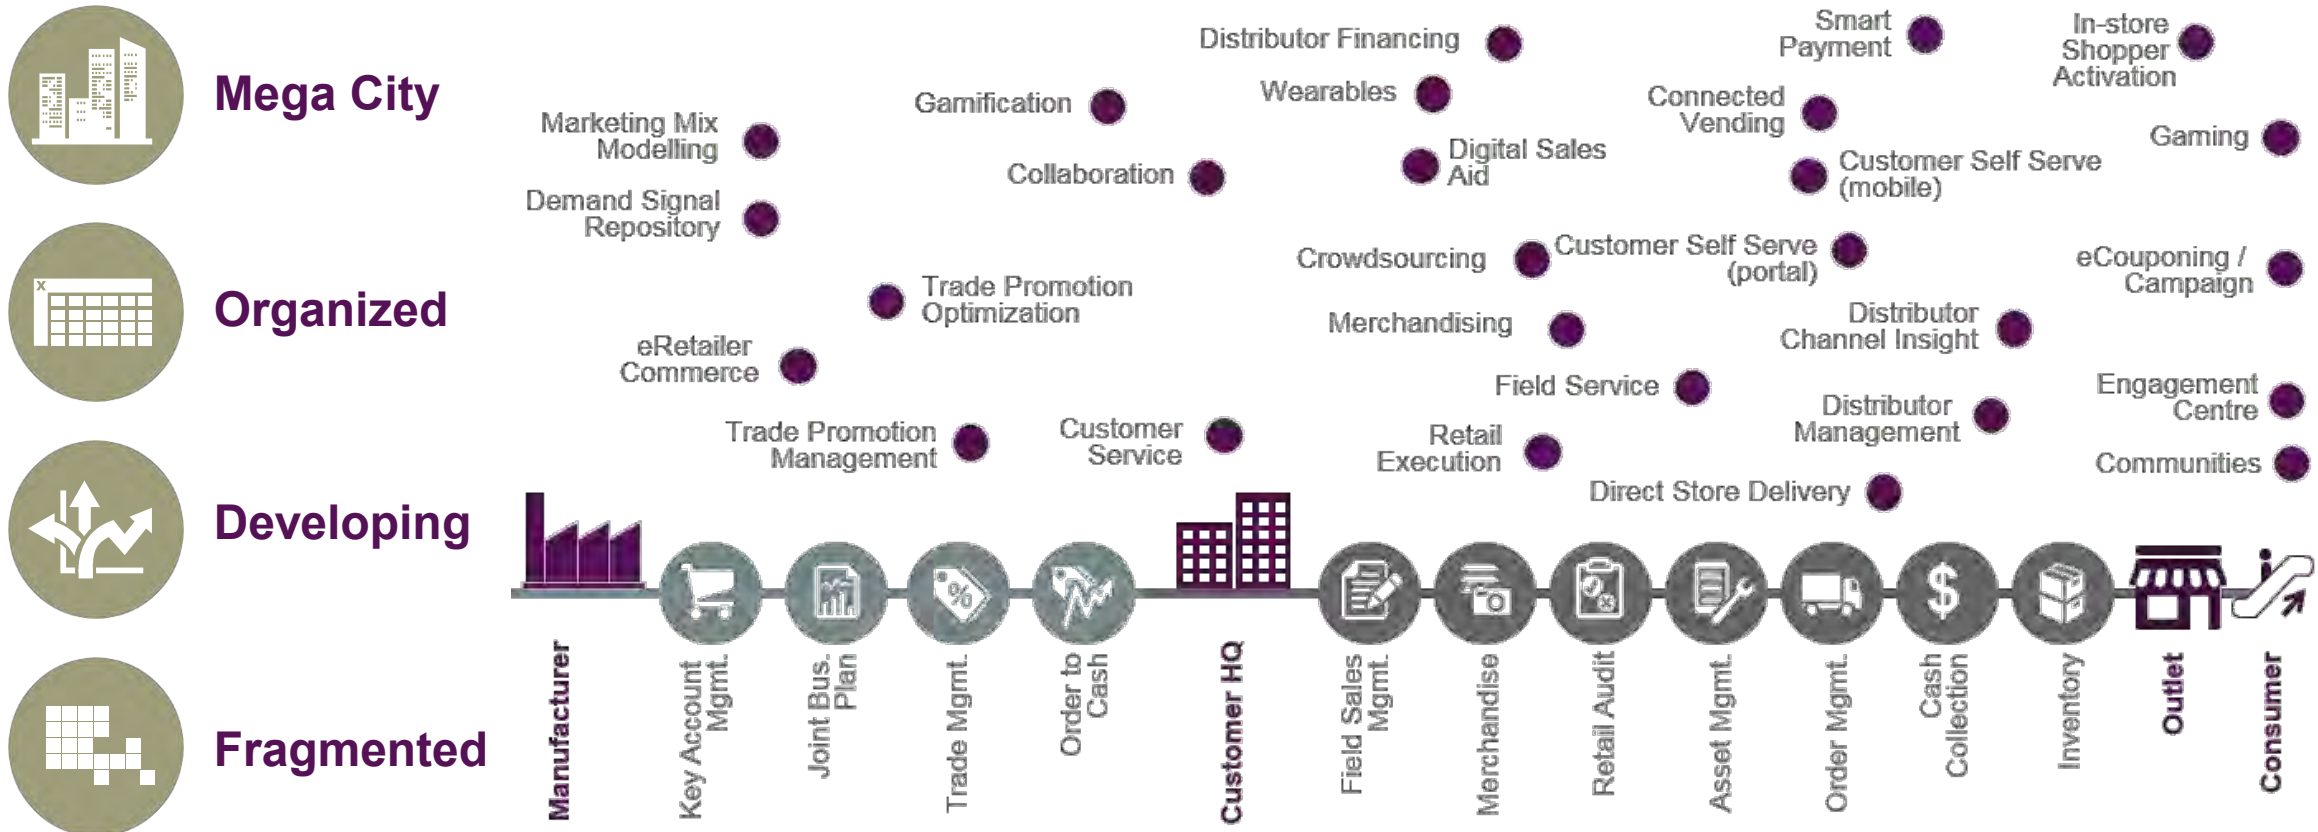 Mega City
Organized
Developing
Fragmented
Marketing Mix
Modelling
Demand Signal
Repository
Trade Promotion
Optimization
eRetailer
Commerce
Trade Promotion
Management
Gamification
Collaboration
Customer
Service
Distributor Financing
Wearables
Digital Sales
Aid
Crowdsourcing
Merchandising
Field Service
Retail
Execution
Direct Store Delivery
Smart
Payment
Connected
Vending
Customer Self Serve
(mobile)
Customer Self Serve
(portal)
Distributor
Channel Insight
Distributor
Management
In-store
Shopper
Activation
Gaming
eCouponing /
Campaign
Engagement
Centre
Communities
X
%
$
Manufacturer
Key Account
Mgmt.
Joint Bus.
Plan
Trade Mgmt.
Order to
Cash
Customer HQ
Field Sales
Mgmt.
Merchandise
Retail Audit
Asset Mgmt.
Order Mgmt.
Cash
Collection
Inventory
Outlet
Consumer